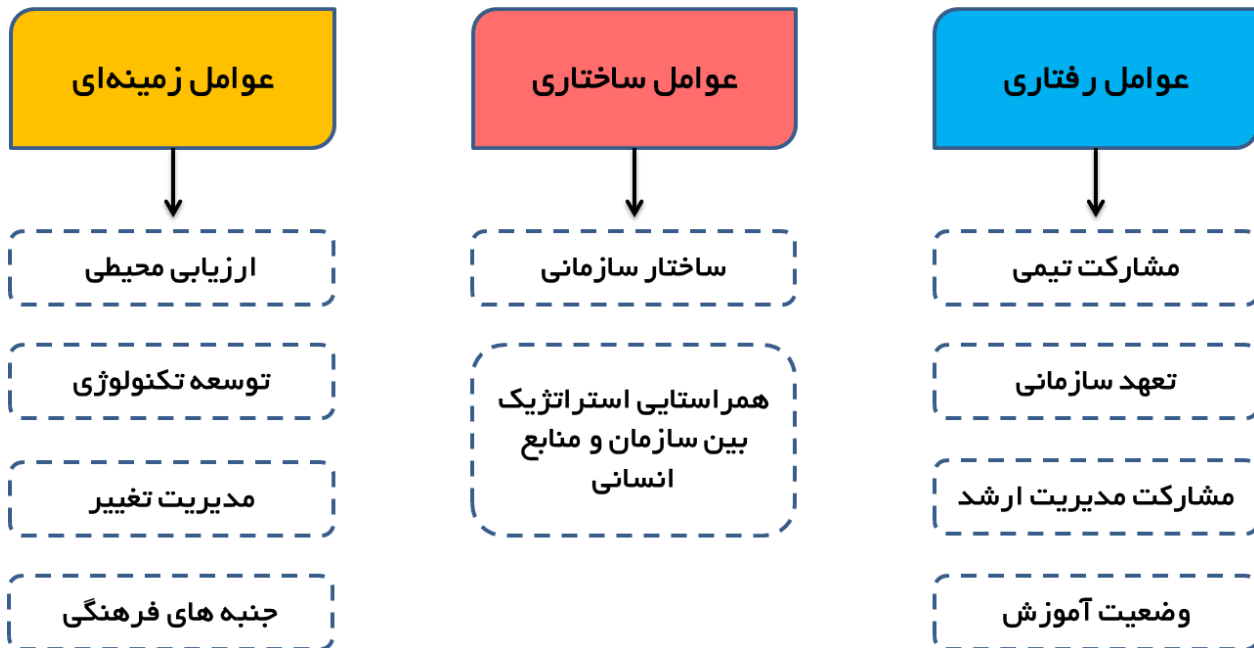 عوامل رفتاری
عوامل ساختاری
عوامل زمینه‌ای
مشارکت تیمی
ساختار سازمانی
ارزیابی محیطی
تعهد سازمانی
همراستایی استراتژیک
بین سازمان و منابع
انسانی
توسعه تکنولوژی
مشارکت مدیریت ارشد
مدیریت تغییر
وضعیت آموزش
جنبه های فرهنگی